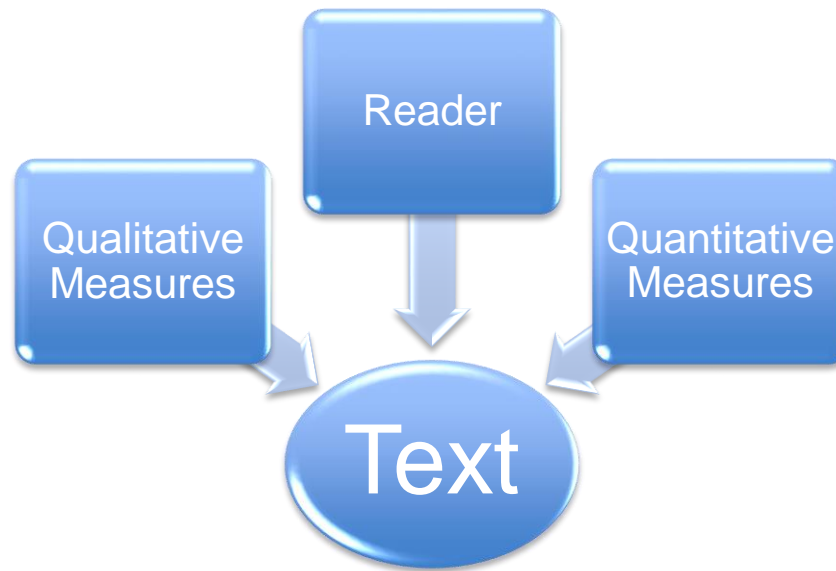 Reader
Qualitative
Measures
Quantitative
Measures
Text